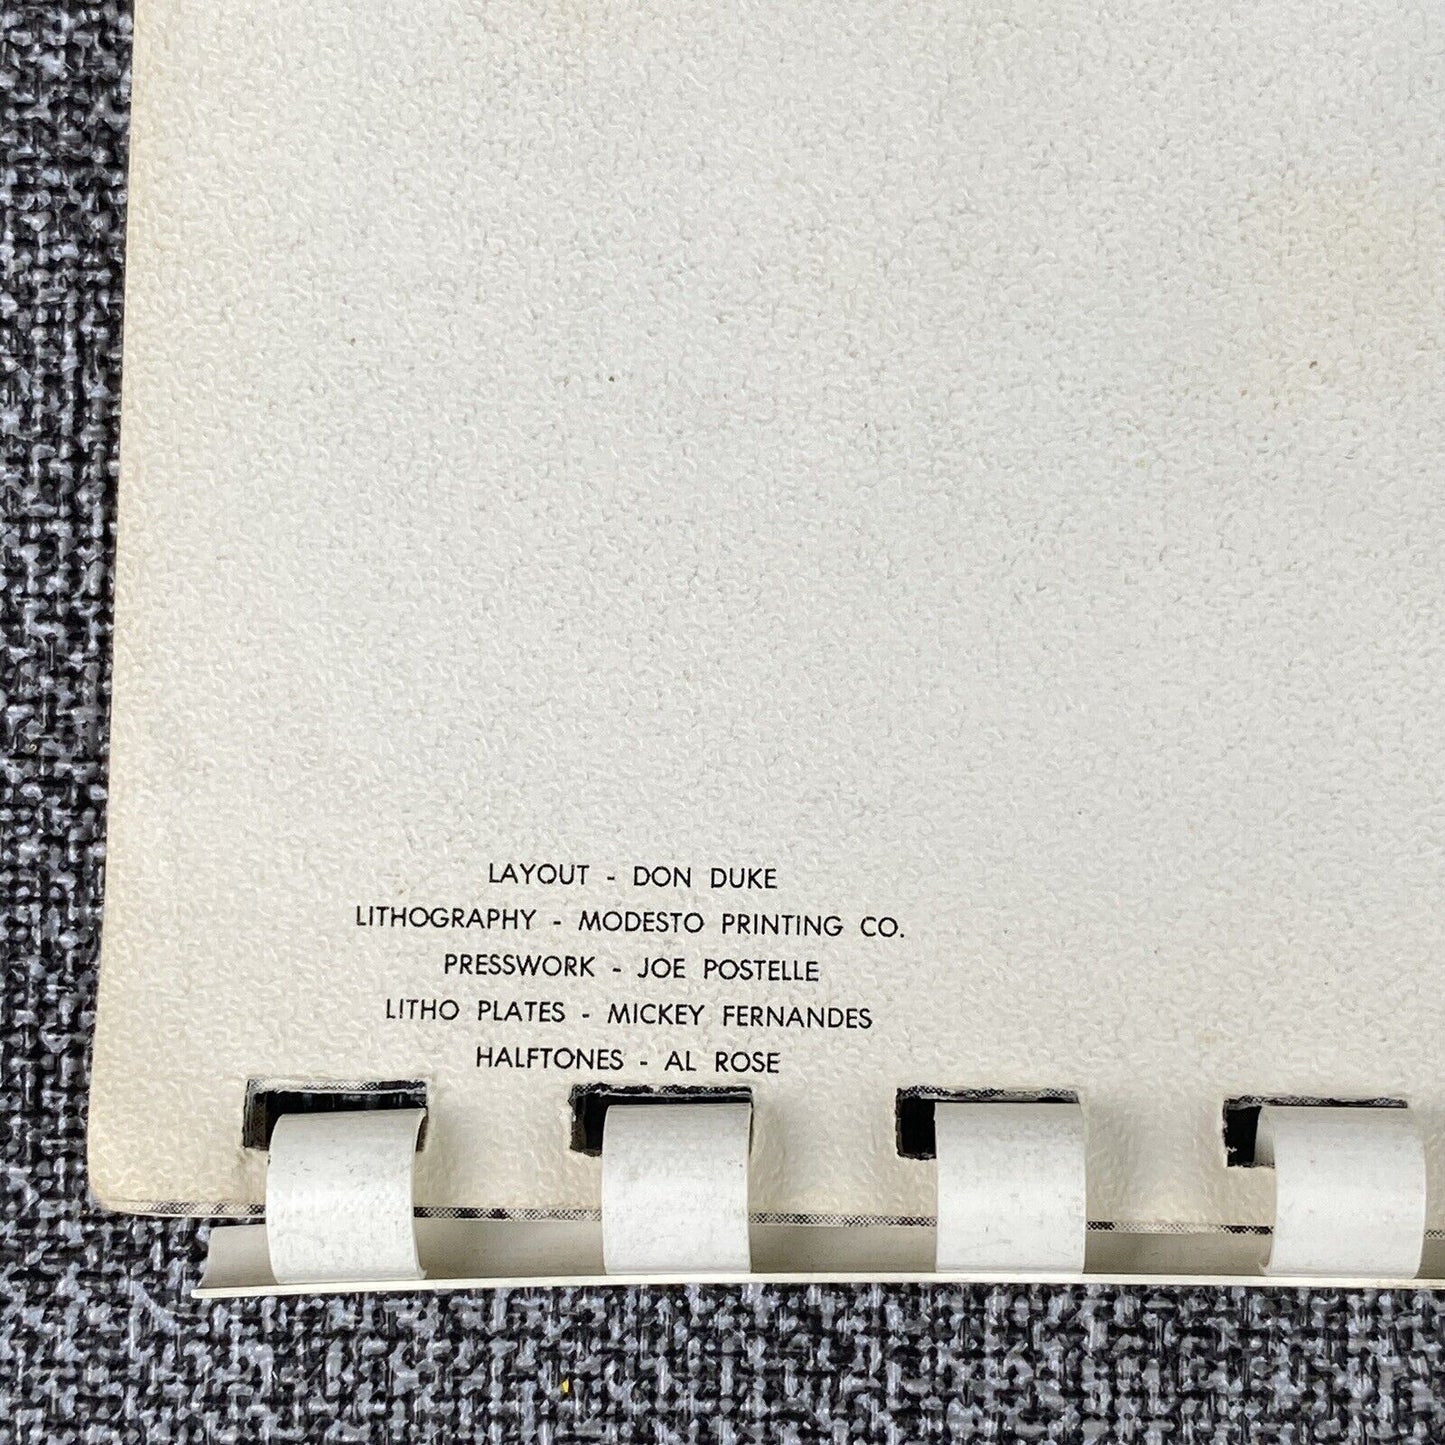 LAYOUT - DON DUKE
LITHOGRAPHY - MODESTO PRINTING CO.
PRESSWORK - JOE POSTELLE
LITHO PLATES - MICKEY FERNANDES
HALFTONES - AL ROSE